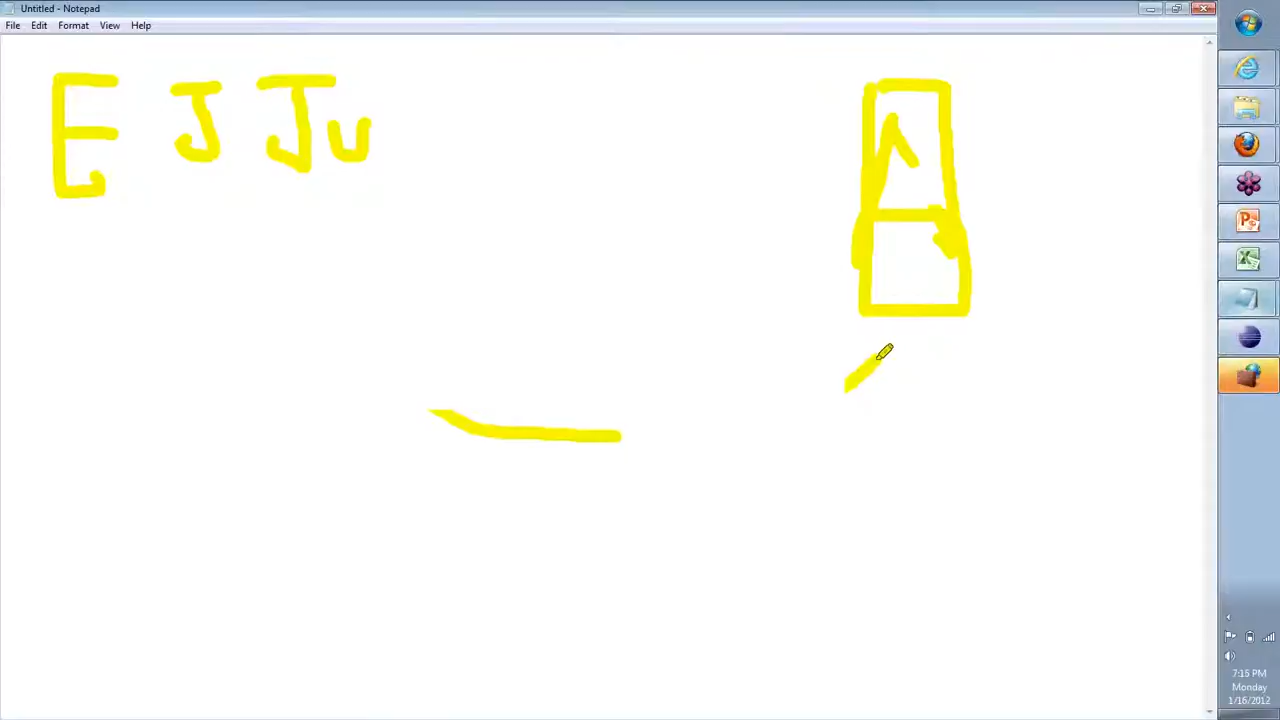 Untitled - Notepad
File Edit Format View Help
E J Ju
7:15 PM
Monday
1/16/2012